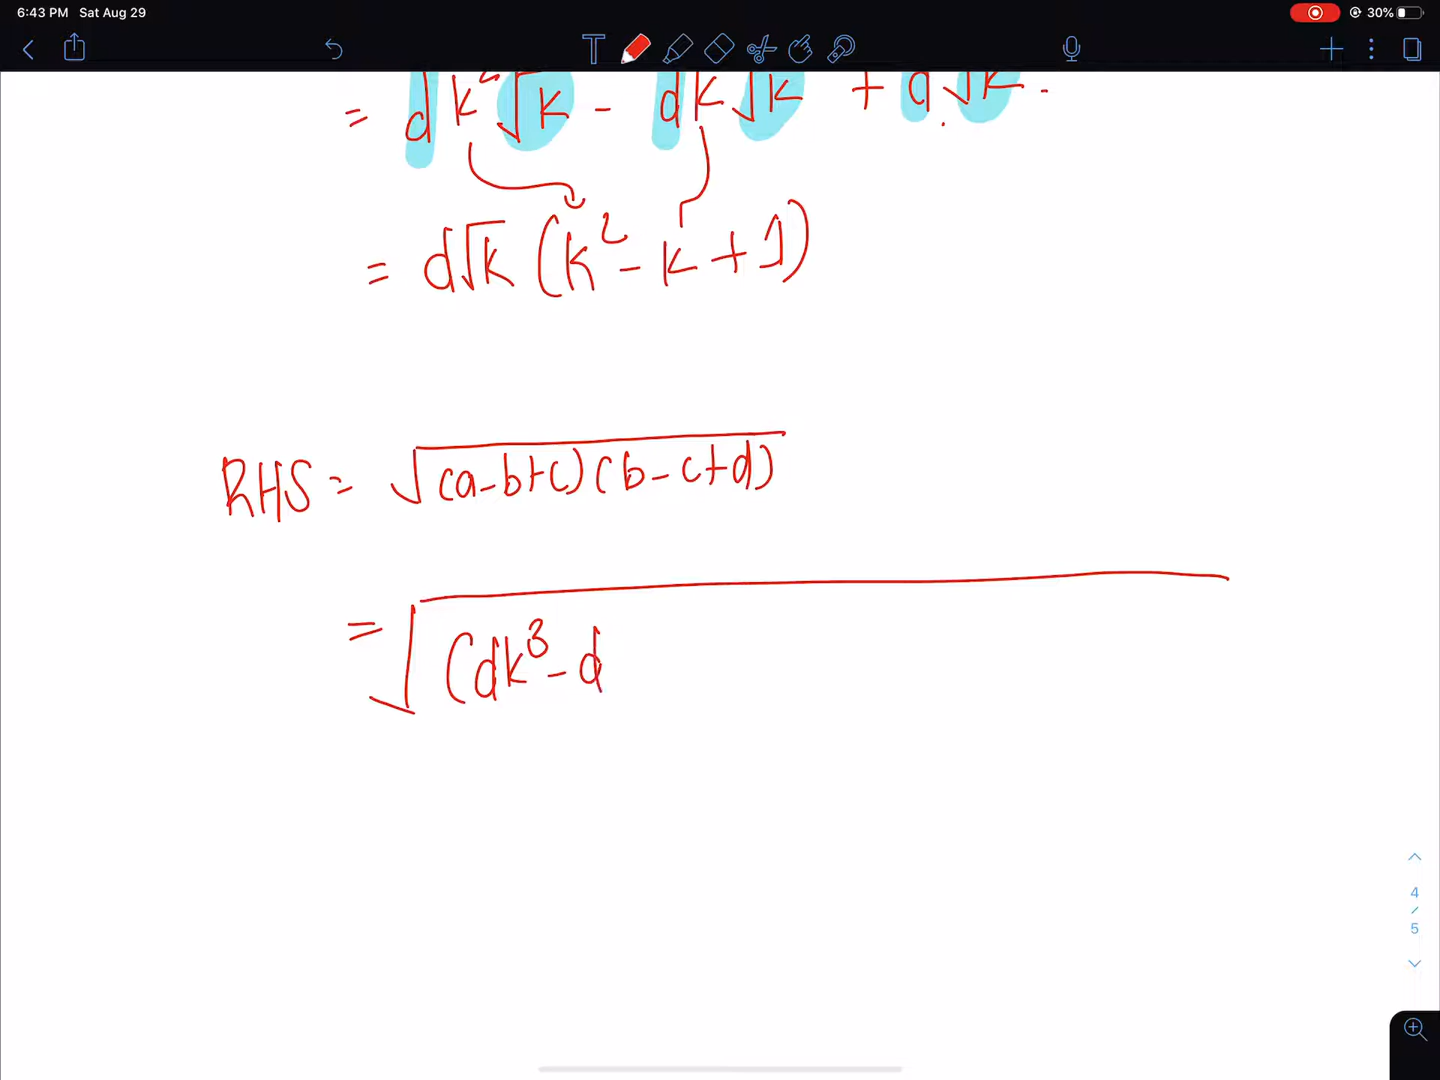 6:43 PM Sat Aug 29 30%
T
= dk²√k - dk√k + d√k.
= d√k (k² - k + 1)
RHS = √(a-b+c)(b-c+d)
= √(dk³ - d
4
/
5